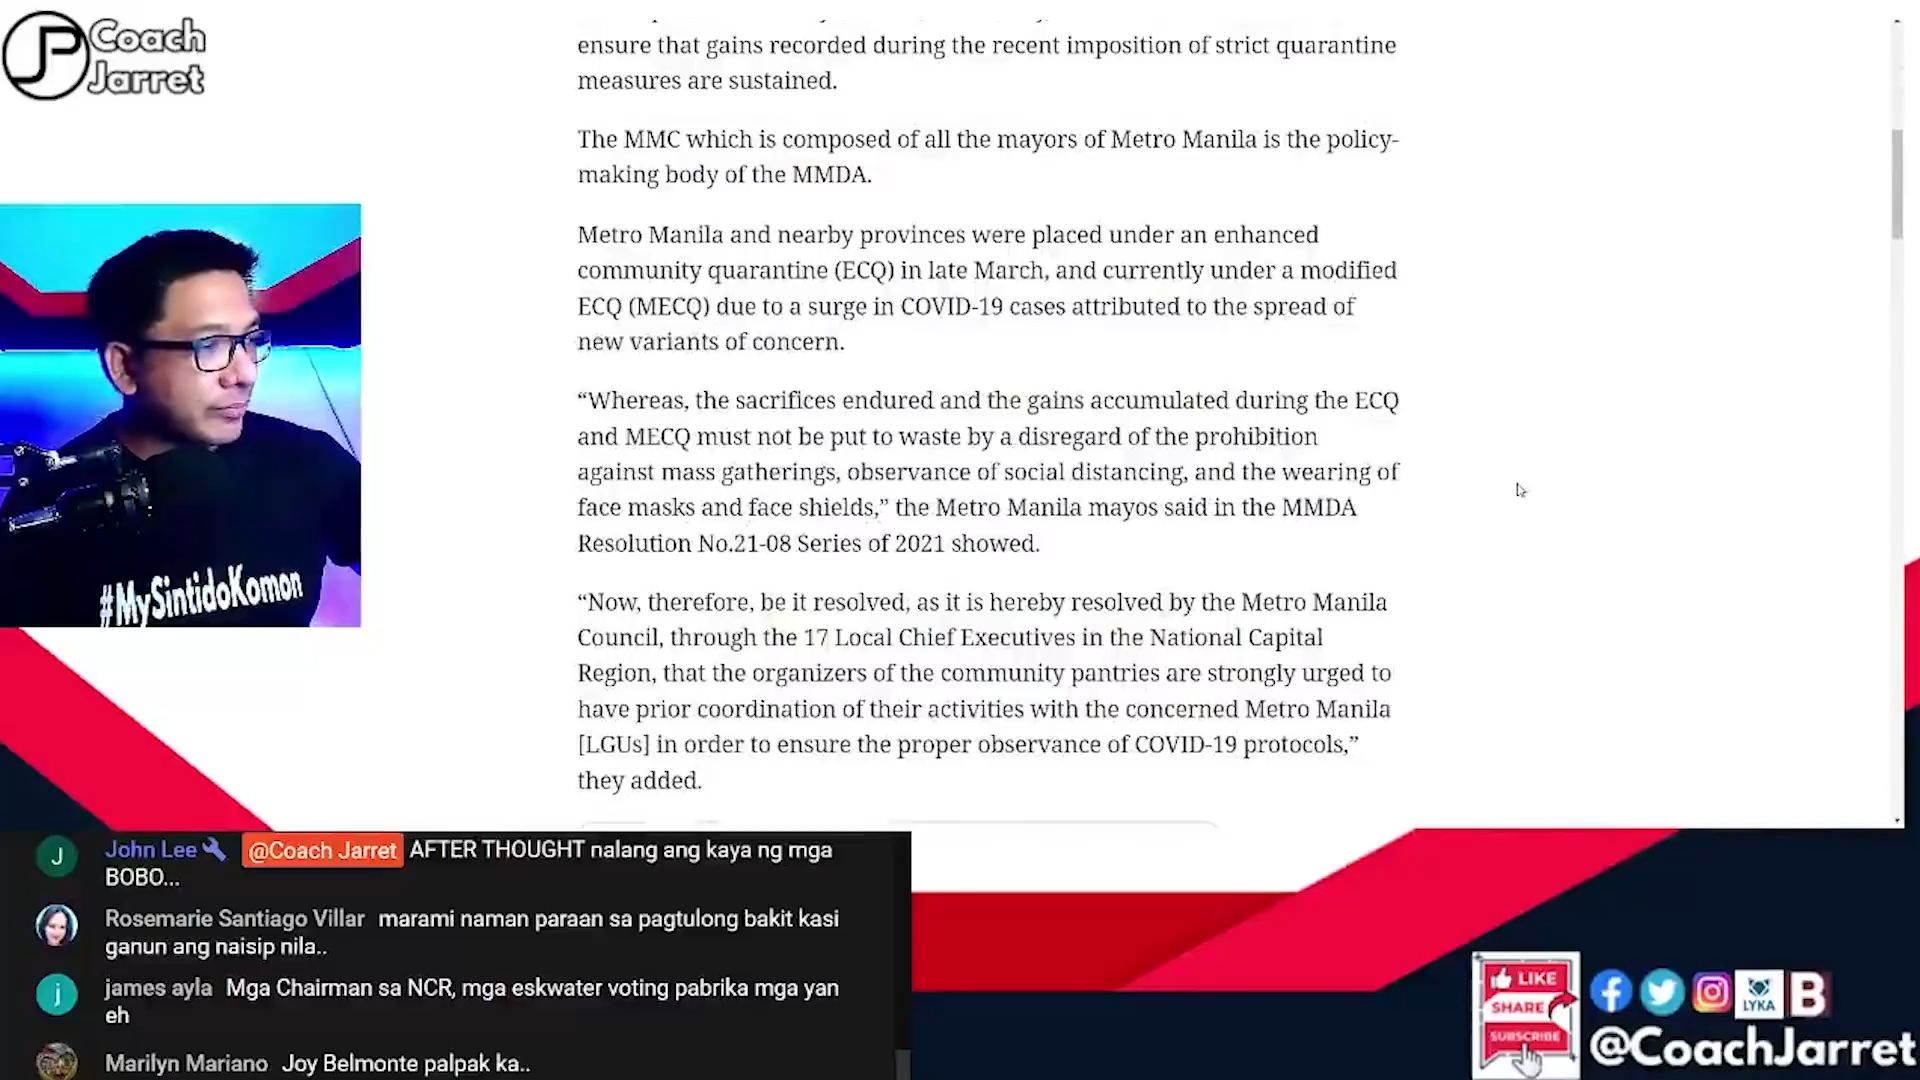 Coach
Jarret
ensure that gains recorded during the recent imposition of strict quarantine
measures are sustained.
The MMC which is composed of all the mayors of Metro Manila is the policy-
making body of the MMDA.
Metro Manila and nearby provinces were placed under an enhanced
community quarantine (ECQ) in late March, and currently under a modified
ECQ (MECQ) due to a surge in COVID-19 cases attributed to the spread of
new variants of concern.
“Whereas, the sacrifices endured and the gains accumulated during the ECQ
and MECQ must not be put to waste by a disregard of the prohibition
against mass gatherings, observance of social distancing, and the wearing of
face masks and face shields,” the Metro Manila mayos said in the MMDA
Resolution No.21-08 Series of 2021 showed.
“Now, therefore, be it resolved, as it is hereby resolved by the Metro Manila
Council, through the 17 Local Chief Executives in the National Capital
Region, that the organizers of the community pantries are strongly urged to
have prior coordination of their activities with the concerned Metro Manila
[LGUs] in order to ensure the proper observance of COVID-19 protocols,”
they added.
#MySintidoKomon
J John Lee @Coach Jarret AFTER THOUGHT nalang ang kaya ng mga
BOBO...
Rosemarie Santiago Villar marami naman paraan sa pagtulong bakit kasi
ganun ang naisip nila..
j james ayla Mga Chairman sa NCR, mga eskwater voting pabrika mga yan
eh
Marilyn Mariano Joy Belmonte palpak ka..
LIKE
SHARE
SUBSCRIBE
LYKA
B
@CoachJarret